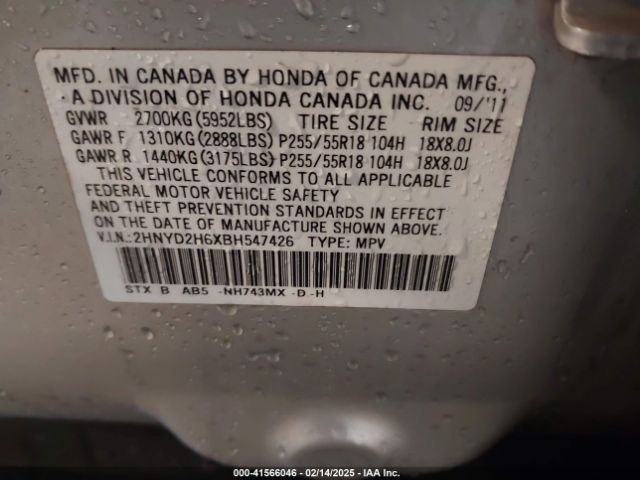 MFD. IN CANADA BY HONDA OF CANADA MFG.,
A DIVISION OF HONDA CANADA INC. 09/'11
GVWR 2700KG(5952LBS) TIRE SIZE RIM SIZE
GAWR F 1310KG(2888LBS)P255/55R18 104H 18X8.0J
GAWR R 1440KG(3175LBS)P255/55R18 104H 18X8.0J
THIS VEHICLE CONFORMS TO ALL APPLICABLE
FEDERAL MOTOR VEHICLE SAFETY
AND THEFT PREVENTION STANDARDS IN EFFECT
ON THE DATE OF MANUFACTURE SHOWN ABOVE.
V.I.N.:2HNYD2H6XBH547426 TYPE: MPV
STX B AB5 -NH743MX -D -H
000-41566046 - 02/14/2025 - IAA Inc.